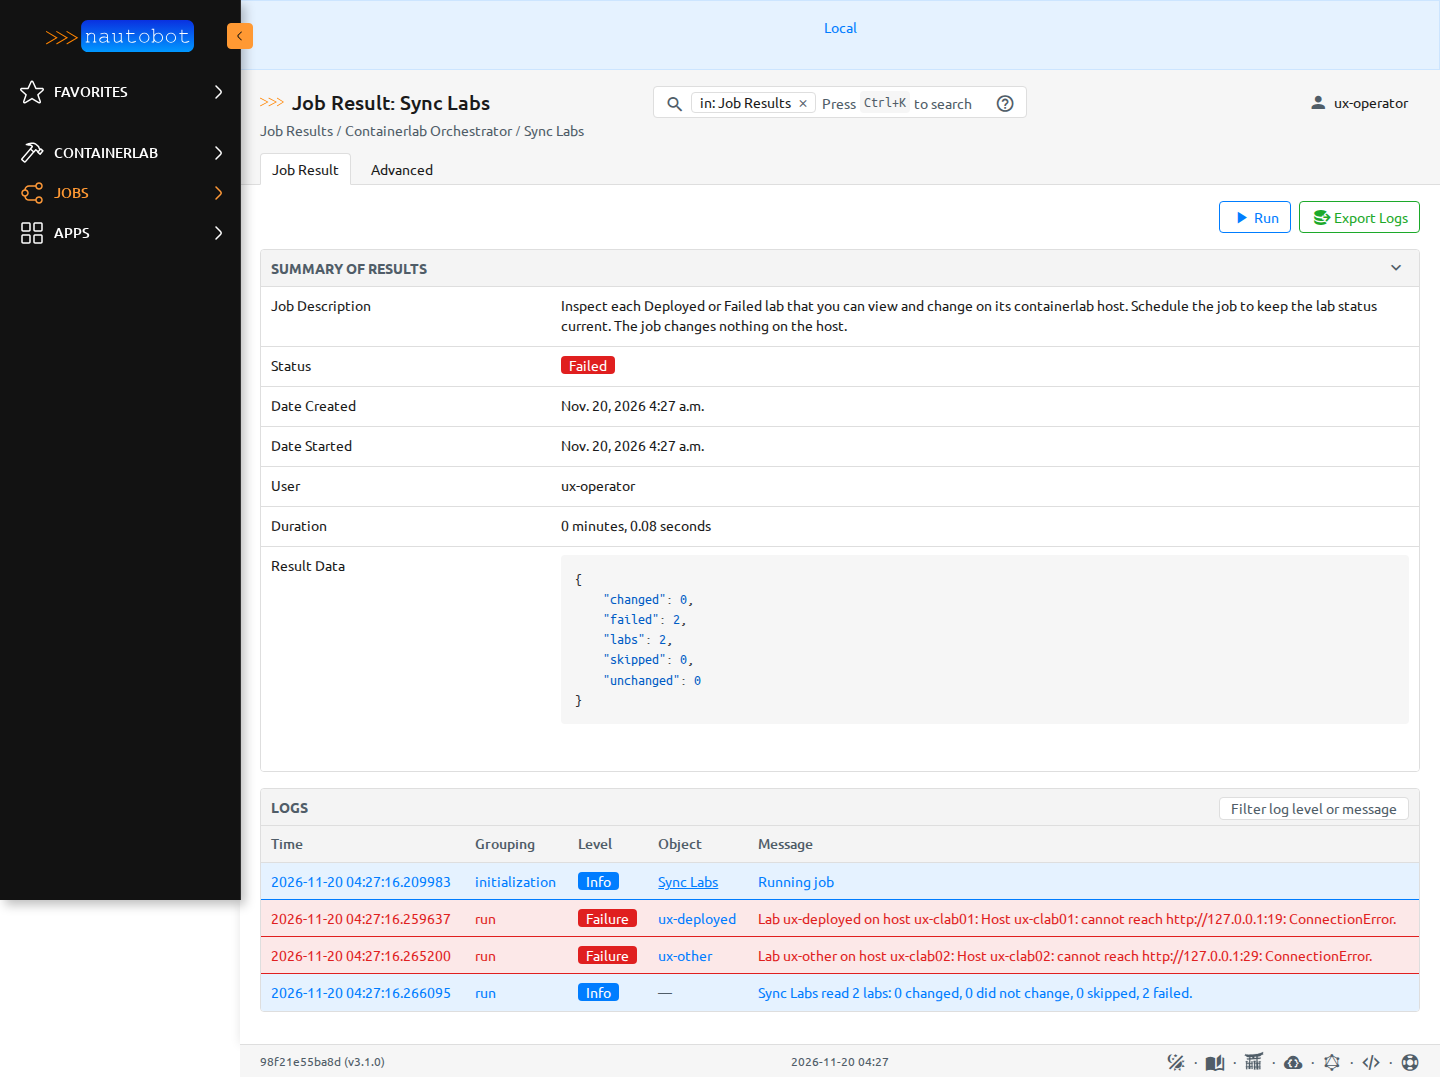 nautobot
FAVORITES
CONTAINERLAB
JOBS
APPS
Local
Job Result: Sync Labs
in: Job Results × Press Ctrl+K to search
ux-operator
Job Results / Containerlab Orchestrator / Sync Labs
Job Result
Advanced
Run
Export Logs
SUMMARY OF RESULTS
Job Description
Inspect each Deployed or Failed lab that you can view and change on its containerlab host. Schedule the job to keep the lab status
current. The job changes nothing on the host.
Status
Failed
Date Created
Nov. 20, 2026 4:27 a.m.
Date Started
Nov. 20, 2026 4:27 a.m.
User
ux-operator
Duration
0 minutes, 0.08 seconds
Result Data
{
"changed": 0,
"failed": 2,
"labs": 2,
"skipped": 0,
"unchanged": 0
}
LOGS
Filter log level or message
Time Grouping Level Object Message
2026-11-20 04:27:16.209983 initialization Info Sync Labs Running job
2026-11-20 04:27:16.259637 run Failure ux-deployed Lab ux-deployed on host ux-clab01: Host ux-clab01: cannot reach http://127.0.0.1:19: ConnectionError.
2026-11-20 04:27:16.265200 run Failure ux-other Lab ux-other on host ux-clab02: Host ux-clab02: cannot reach http://127.0.0.1:29: ConnectionError.
2026-11-20 04:27:16.266095 run Info — Sync Labs read 2 labs: 0 changed, 0 did not change, 0 skipped, 2 failed.
98f21e55ba8d (v3.1.0)
2026-11-20 04:27